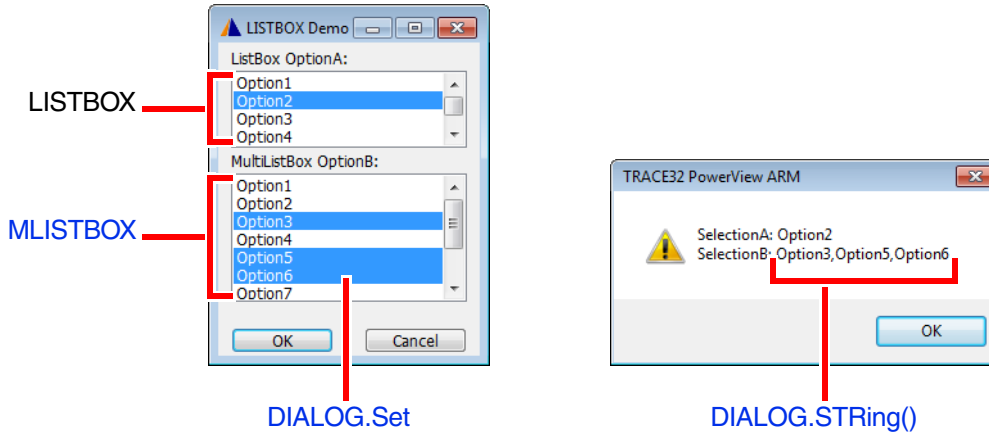 LISTBOX Demo
ListBox OptionA:
Option1
Option2
Option3
Option4
LISTBOX
MultiListBox OptionB:
Option1
Option2
Option3
Option4
Option5
Option6
Option7
MLISTBOX
OK
Cancel
DIALOG.Set
TRACE32 PowerView ARM
SelectionA: Option2
SelectionB: Option3,Option5,Option6
OK
DIALOG.STRing()